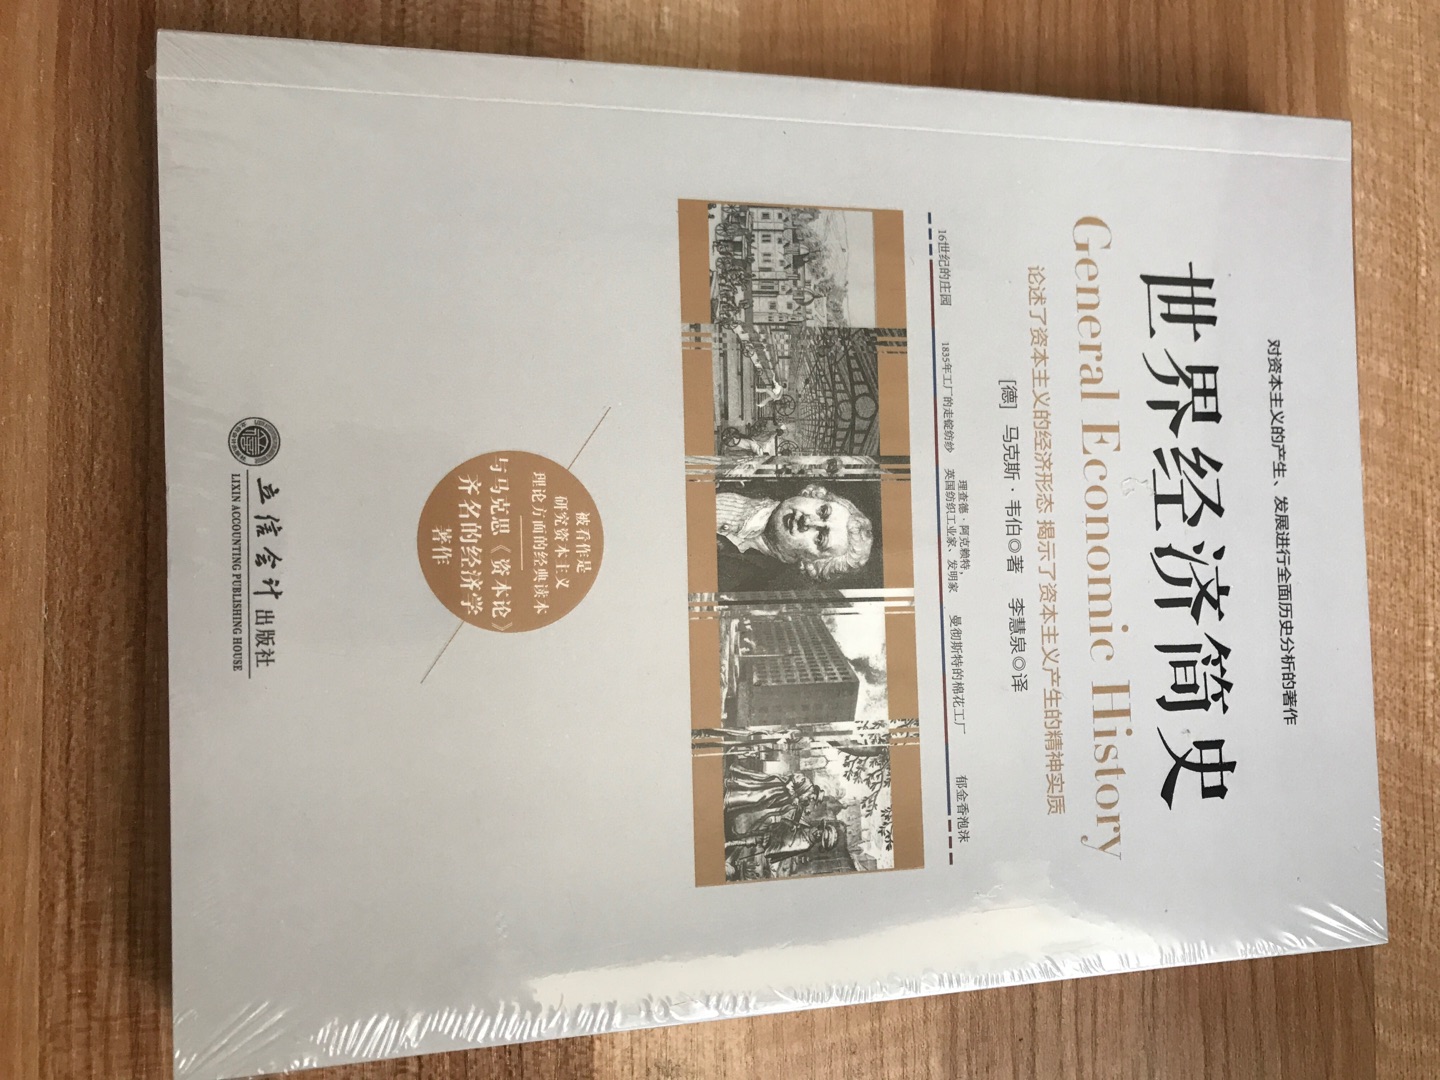 对资本主义的产生、发展进行全面历史分析的著作
世界经济简史
General Economic History
论述了资本主义的经济形态 揭示了资本主义产生的精神实质
[德] 马克斯·韦伯◎著 李慧泉◎译
16世纪的庄园
1835年工厂的走锭纺纱
理查德·阿克赖特,
英国纺织工业家、发明家
曼彻斯特的棉花工厂
郁金香泡沫
被看作是
研究资本主义
理论方面的经典读本
与马克思《资本论》
齐名的经济学
著作
立信会计出版社
LIXIN ACCOUNTING PUBLISHING HOUSE